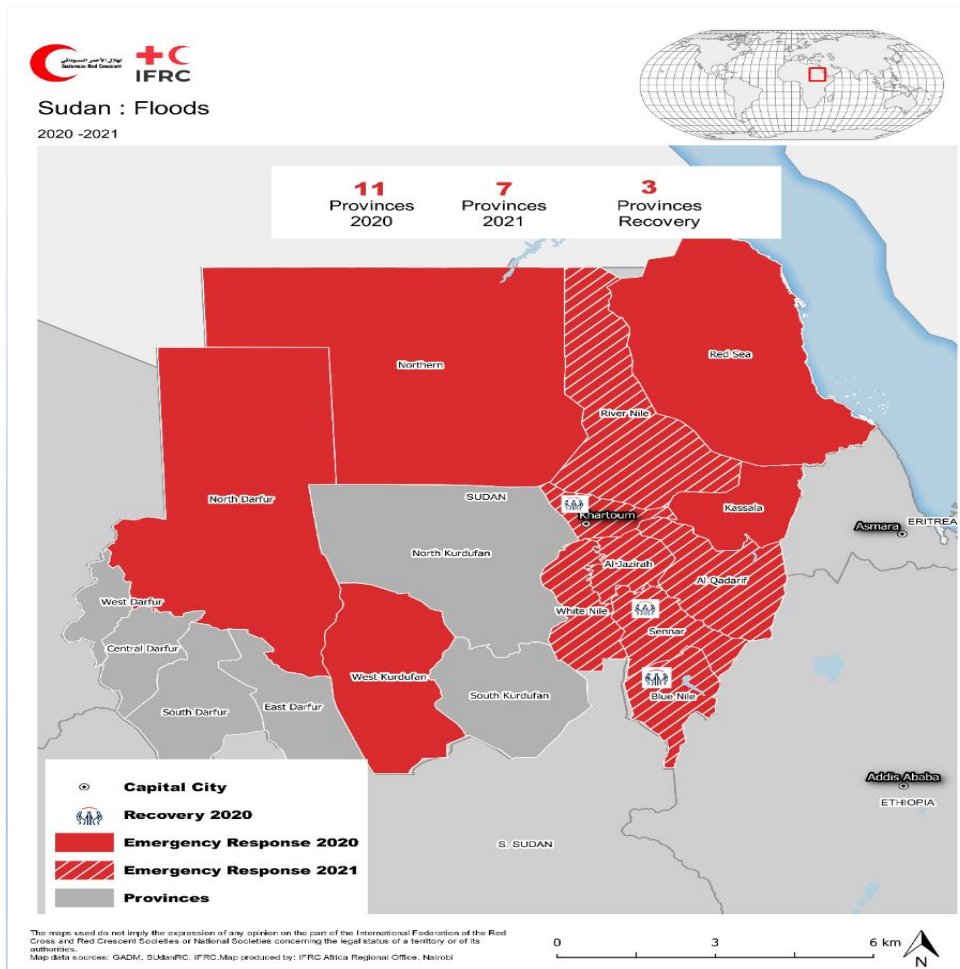 الهلال الأحمر السوداني
Sudanese Red Crescent
IFRC
Sudan : Floods
2020 -2021
11
Provinces
2020
7
Provinces
2021
3
Provinces
Recovery
Northern
Red Sea
River Nile
North Darfur
SUDAN
Khartoum
Kassala
Asmara
ERITREA
North Kurdufan
Al Jazirah
Al Qadarif
West Darfur
White Nile
Sennar
Central Darfur
West Kurdufan
South Kurdufan
Blue Nile
South Darfur
East Darfur
Addis Ababa
ETHIOPIA
S. SUDAN
Capital City
Recovery 2020
Emergency Response 2020
Emergency Response 2021
Provinces
The maps used do not imply the expression of any opinion on the part of the International Federation of the Red
Cross and Red Crescent Societies or National Societies concerning the legal status of a territory or of its
authorities.
Map data sources: GADM, SUdanRC, IFRC.Map produced by: IFRC Africa Regional Office, Nairobi
0 3 6 km
N